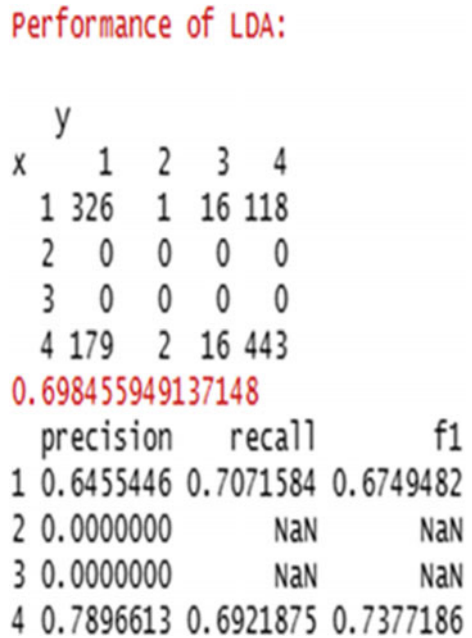 Performance of LDA:
y
x 1 2 3 4
1 326 1 16 118
2 0 0 0 0
3 0 0 0 0
4 179 2 16 443
0.698455949137148
precision recall f1
1 0.6455446 0.7071584 0.6749482
2 0.0000000 NaN NaN
3 0.0000000 NaN NaN
4 0.7896613 0.6921875 0.7377186